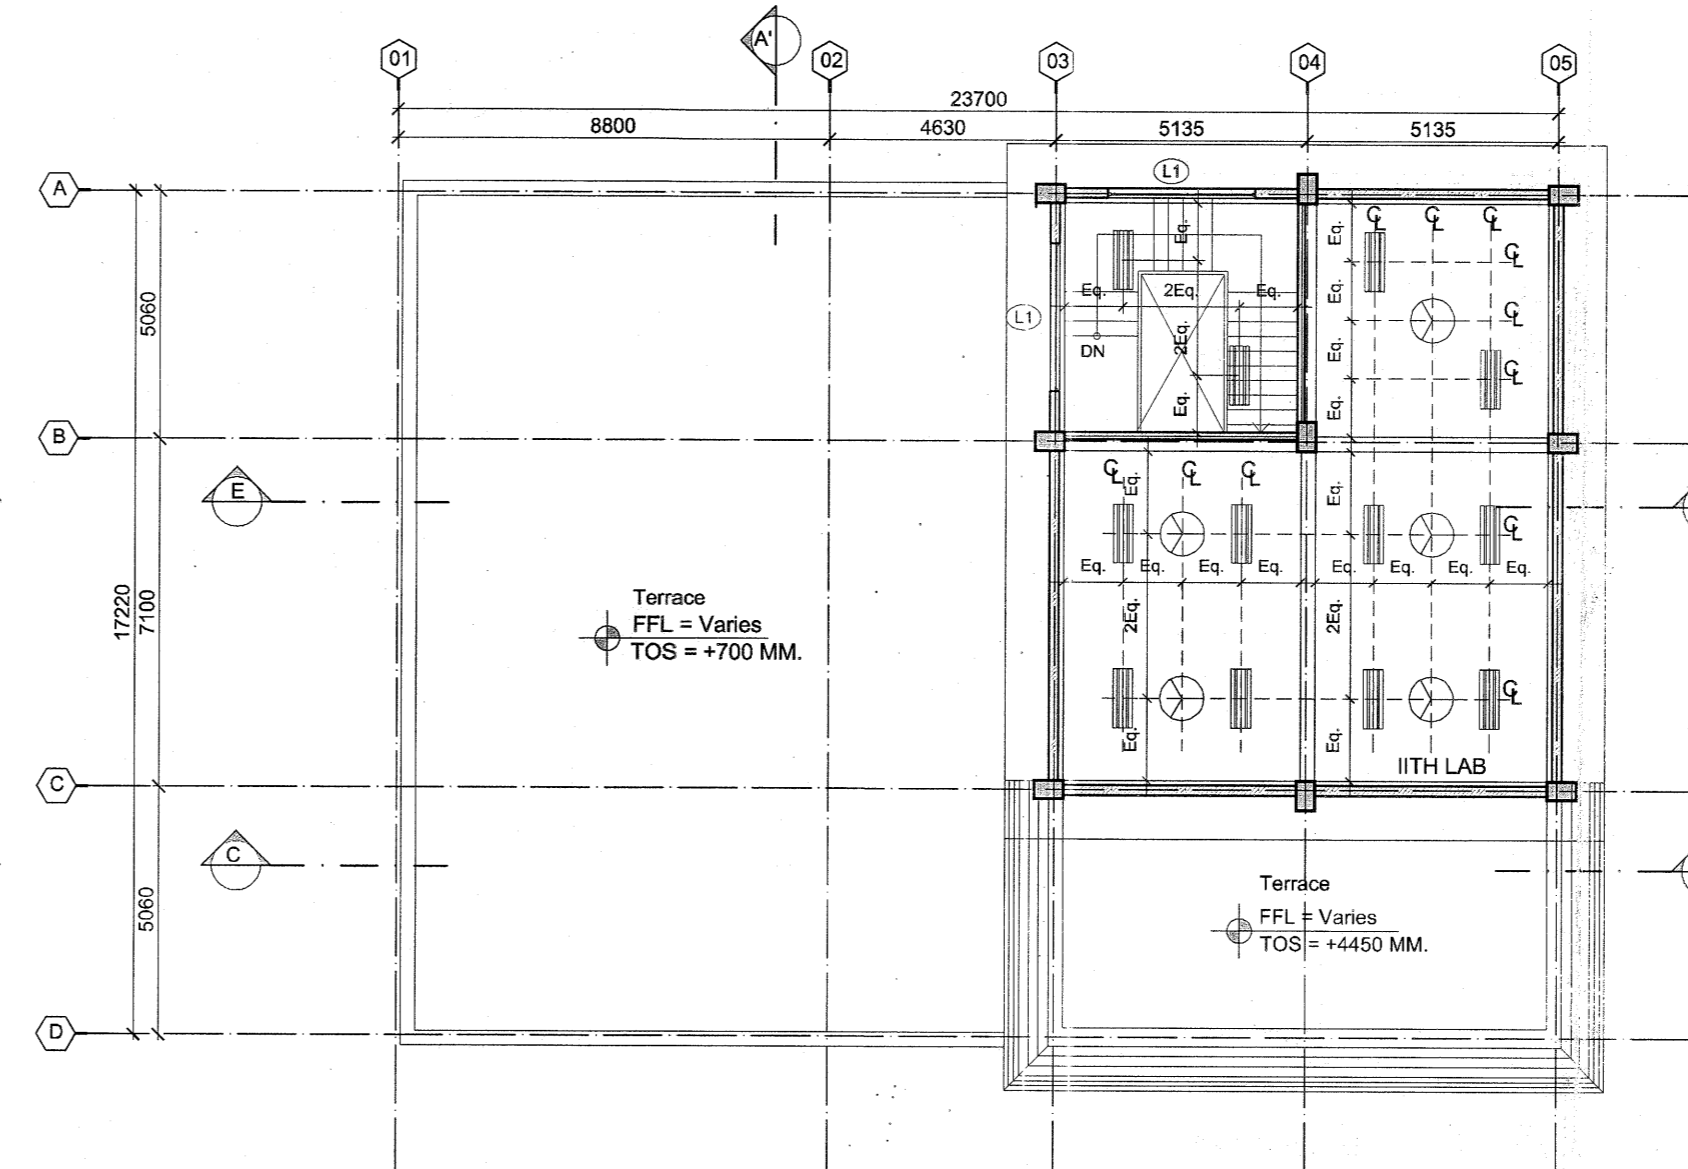 A'
01
02
03
04
05
23700
8800
4630
5135
5135
A
L1
Eq.
Eq.
℄
℄
℄
℄
5060
Eq.
2Eq.
Eq.
Eq.
L1
℄
DN
2Eq.
Eq.
℄
Eq.
Eq.
B
℄
℄
℄
Eq.
Eq.
E
℄
Eq.
Eq.
Eq.
Eq.
Eq.
Eq.
Eq.
Eq.
17220
7100
Terrace
FFL = Varies
TOS = +700 MM.
2Eq.
2Eq.
℄
Eq.
Eq.
IITH LAB
C
C
5060
Terrace
FFL = Varies
TOS = +4450 MM.
D